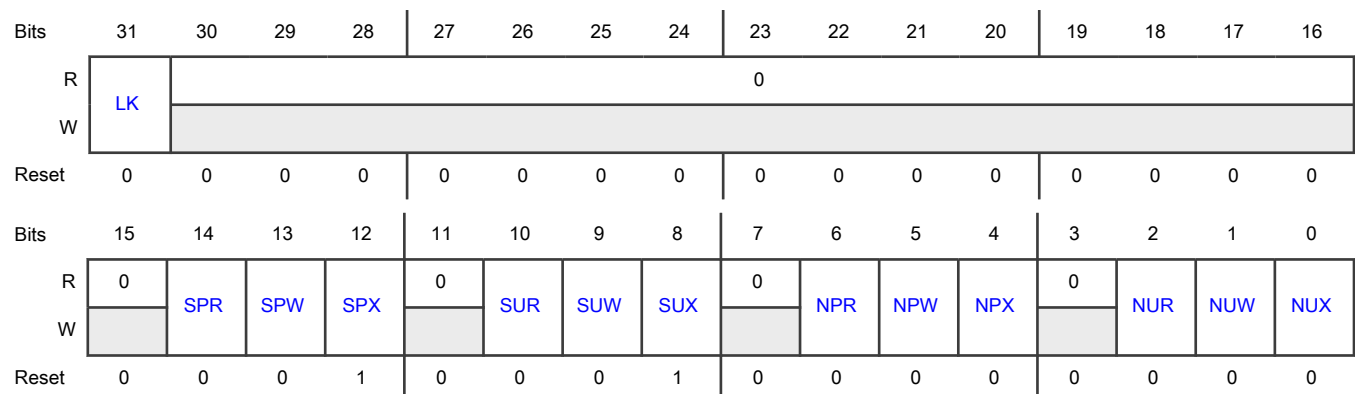 Bits 31 30 29 28 27 26 25 24 23 22 21 20 19 18 17 16
R LK 0
W
Reset 0 0 0 0 0 0 0 0 0 0 0 0 0 0 0 0
Bits 15 14 13 12 11 10 9 8 7 6 5 4 3 2 1 0
R 0 SPR SPW SPX 0 SUR SUW SUX 0 NPR NPW NPX 0 NUR NUW NUX
W
Reset 0 0 0 1 0 0 0 1 0 0 0 0 0 0 0 0